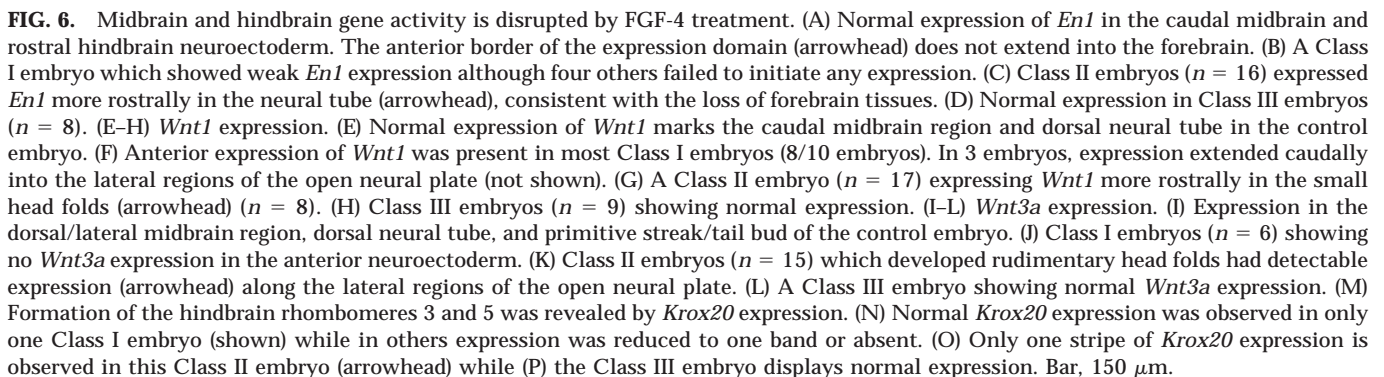 FIG. 6. Midbrain and hindbrain gene activity is disrupted by FGF-4 treatment. (A) Normal expression of En1 in the caudal midbrain and
rostral hindbrain neuroectoderm. The anterior border of the expression domain (arrowhead) does not extend into the forebrain. (B) A Class
I embryo which showed weak En1 expression although four others failed to initiate any expression. (C) Class II embryos (n = 16) expressed
En1 more rostrally in the neural tube (arrowhead), consistent with the loss of forebrain tissues. (D) Normal expression in Class III embryos
(n = 8). (E–H) Wnt1 expression. (E) Normal expression of Wnt1 marks the caudal midbrain region and dorsal neural tube in the control
embryo. (F) Anterior expression of Wnt1 was present in most Class I embryos (8/10 embryos). In 3 embryos, expression extended caudally
into the lateral regions of the open neural plate (not shown). (G) A Class II embryo (n = 17) expressing Wnt1 more rostrally in the small
head folds (arrowhead) (n = 8). (H) Class III embryos (n = 9) showing normal expression. (I–L) Wnt3a expression. (I) Expression in the
dorsal/lateral midbrain region, dorsal neural tube, and primitive streak/tail bud of the control embryo. (J) Class I embryos (n = 6) showing
no Wnt3a expression in the anterior neuroectoderm. (K) Class II embryos (n = 15) which developed rudimentary head folds had detectable
expression (arrowhead) along the lateral regions of the open neural plate. (L) A Class III embryo showing normal Wnt3a expression. (M)
Formation of the hindbrain rhombomeres 3 and 5 was revealed by Krox20 expression. (N) Normal Krox20 expression was observed in only
one Class I embryo (shown) while in others expression was reduced to one band or absent. (O) Only one stripe of Krox20 expression is
observed in this Class II embryo (arrowhead) while (P) the Class III embryo displays normal expression. Bar, 150 μm.